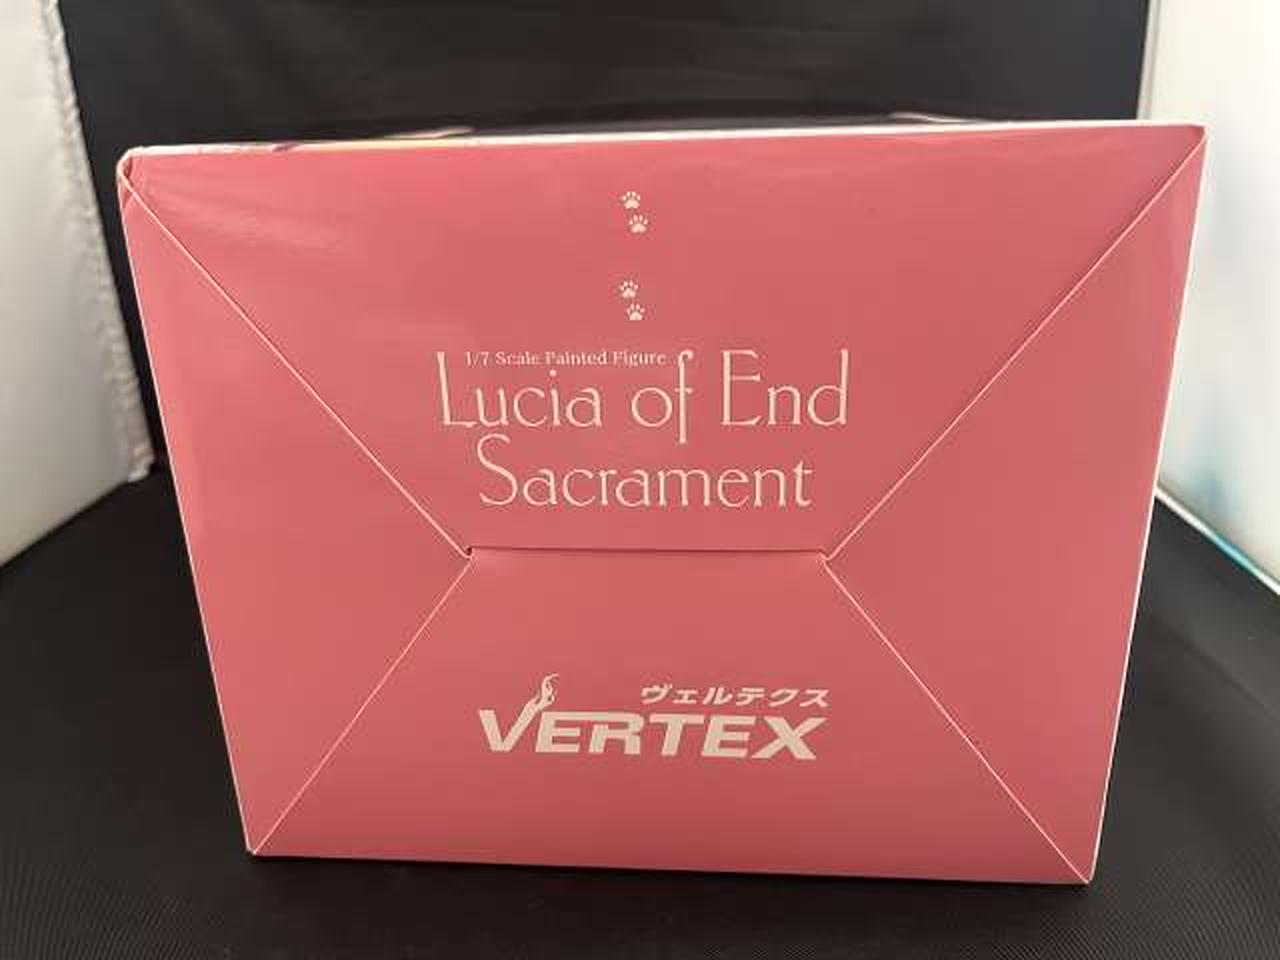 1/7 Scale Painted Figure
Lucia of End
Sacrament
ヴェルテクス
VERTEX